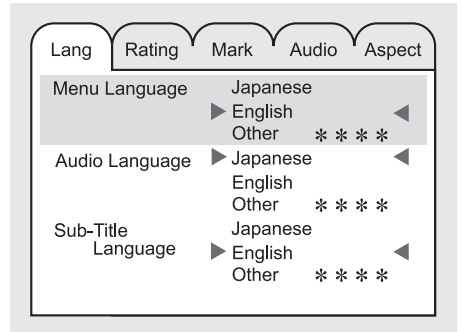 Lang Rating Mark Audio Aspect
Menu Language Japanese
English
Other ＊＊＊＊
Audio Language Japanese
English
Other ＊＊＊＊
Sub-Title Japanese
Language English
Other ＊＊＊＊